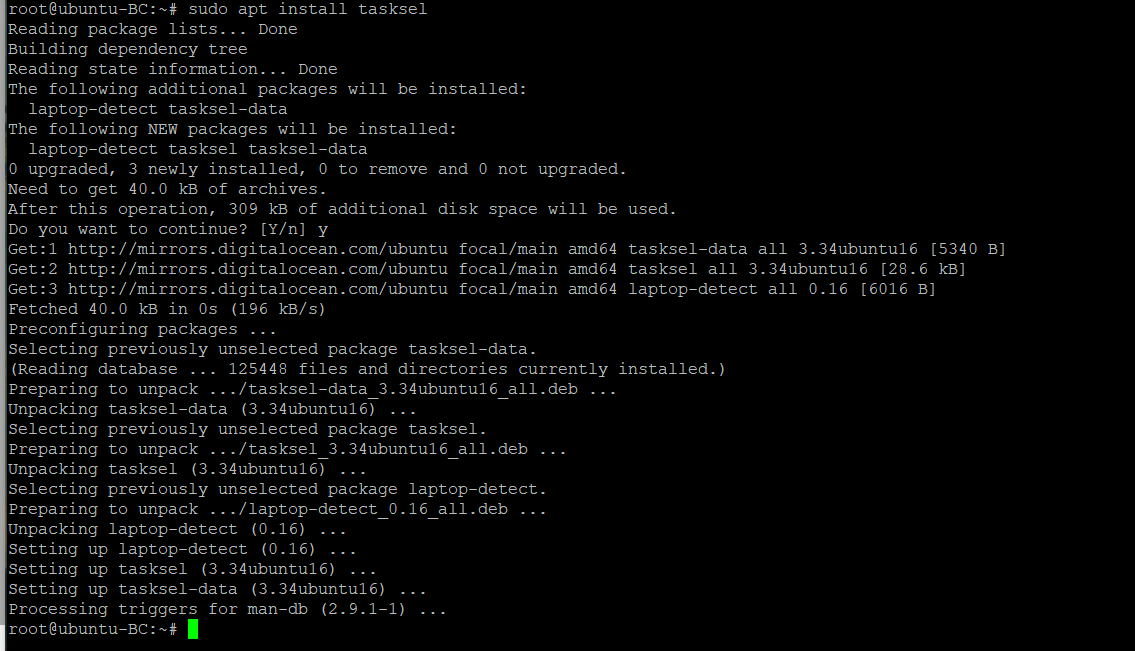 root@ubuntu-BC:~# sudo apt install tasksel
Reading package lists... Done
Building dependency tree
Reading state information... Done
The following additional packages will be installed:
  laptop-detect tasksel-data
The following NEW packages will be installed:
  laptop-detect tasksel tasksel-data
0 upgraded, 3 newly installed, 0 to remove and 0 not upgraded.
Need to get 40.0 kB of archives.
After this operation, 309 kB of additional disk space will be used.
Do you want to continue? [Y/n] y
Get:1 http://mirrors.digitalocean.com/ubuntu focal/main amd64 tasksel-data all 3.34ubuntu16 [5340 B]
Get:2 http://mirrors.digitalocean.com/ubuntu focal/main amd64 tasksel all 3.34ubuntu16 [28.6 kB]
Get:3 http://mirrors.digitalocean.com/ubuntu focal/main amd64 laptop-detect all 0.16 [6016 B]
Fetched 40.0 kB in 0s (196 kB/s)
Preconfiguring packages ...
Selecting previously unselected package tasksel-data.
(Reading database ... 125448 files and directories currently installed.)
Preparing to unpack .../tasksel-data_3.34ubuntu16_all.deb ...
Unpacking tasksel-data (3.34ubuntu16) ...
Selecting previously unselected package tasksel.
Preparing to unpack .../tasksel_3.34ubuntu16_all.deb ...
Unpacking tasksel (3.34ubuntu16) ...
Selecting previously unselected package laptop-detect.
Preparing to unpack .../laptop-detect_0.16_all.deb ...
Unpacking laptop-detect (0.16) ...
Setting up laptop-detect (0.16) ...
Setting up tasksel (3.34ubuntu16) ...
Setting up tasksel-data (3.34ubuntu16) ...
Processing triggers for man-db (2.9.1-1) ...
root@ubuntu-BC:~#